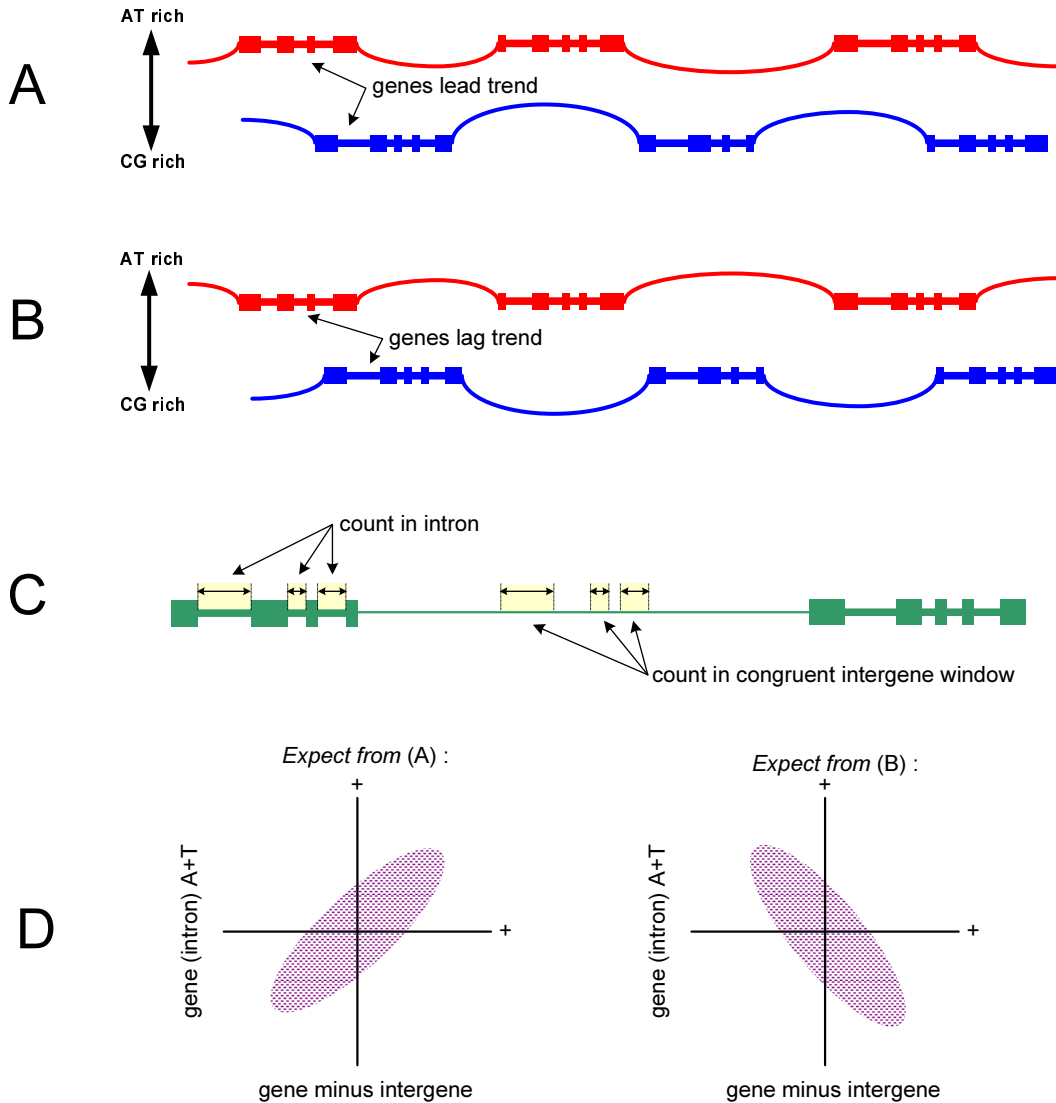 AT rich
A
genes lead trend
CG rich
AT rich
B
genes lag trend
CG rich
count in intron
C
count in congruent intergene window
Expect from (A) :
Expect from (B) :
+
+
gene (intron) A+T
gene (intron) A+T
D
+
+
gene minus intergene
gene minus intergene